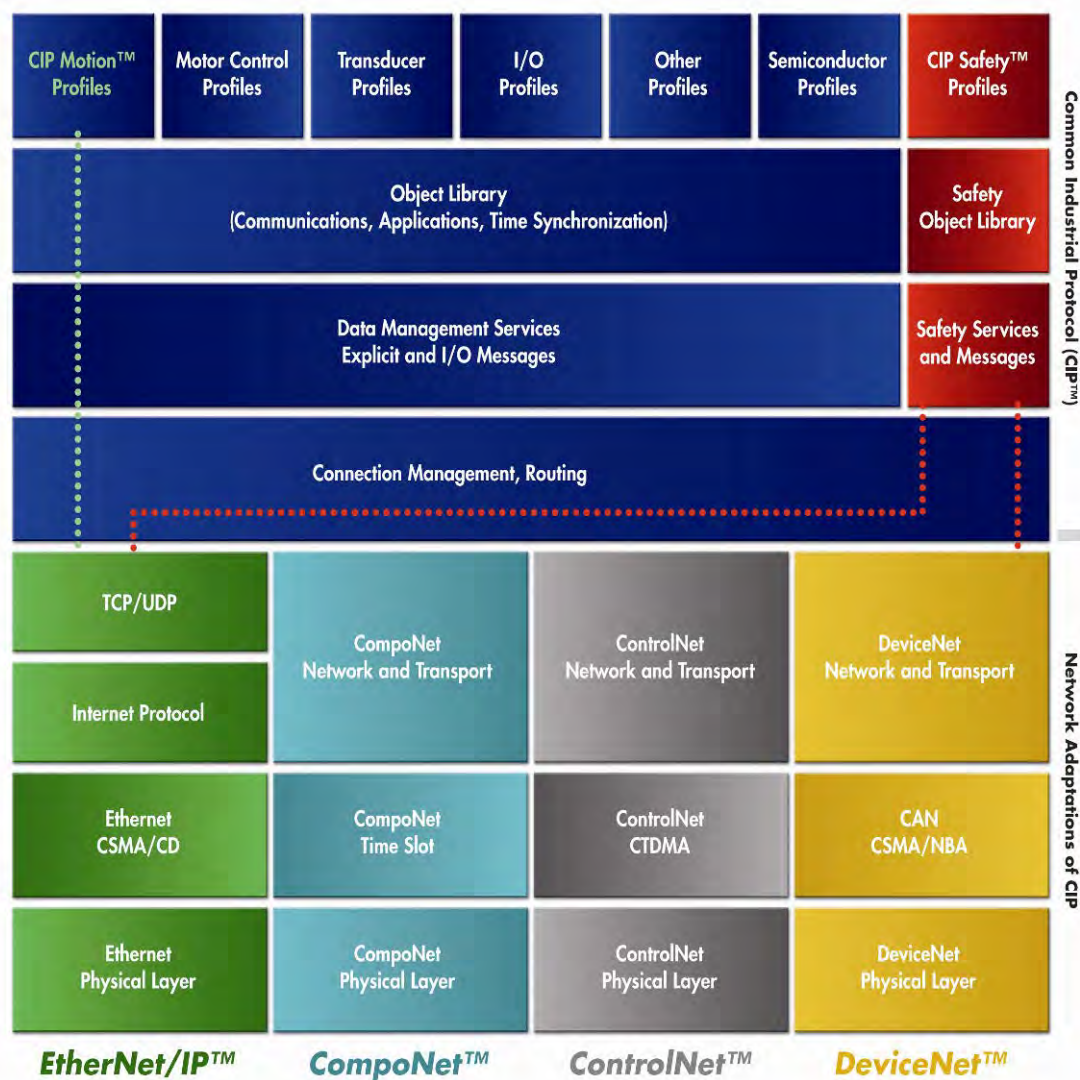 CIP Motion™
Profiles
Motor Control
Profiles
Transducer
Profiles
I/O
Profiles
Other
Profiles
Semiconductor
Profiles
CIP Safety™
Profiles
Object Library
(Communications, Applications, Time Synchronization)
Safety
Object Library
Data Management Services
Explicit and I/O Messages
Safety Services
and Messages
Connection Management, Routing
Common Industrial Protocol (CIP™)
TCP/UDP
Internet Protocol
CompoNet
Network and Transport
ControlNet
Network and Transport
DeviceNet
Network and Transport
Ethernet
CSMA/CD
CompoNet
Time Slot
ControlNet
CTDMA
CAN
CSMA/NBA
Ethernet
Physical Layer
CompoNet
Physical Layer
ControlNet
Physical Layer
DeviceNet
Physical Layer
Network Adaptations of CIP
EtherNet/IP™
CompoNet™
ControlNet™
DeviceNet™